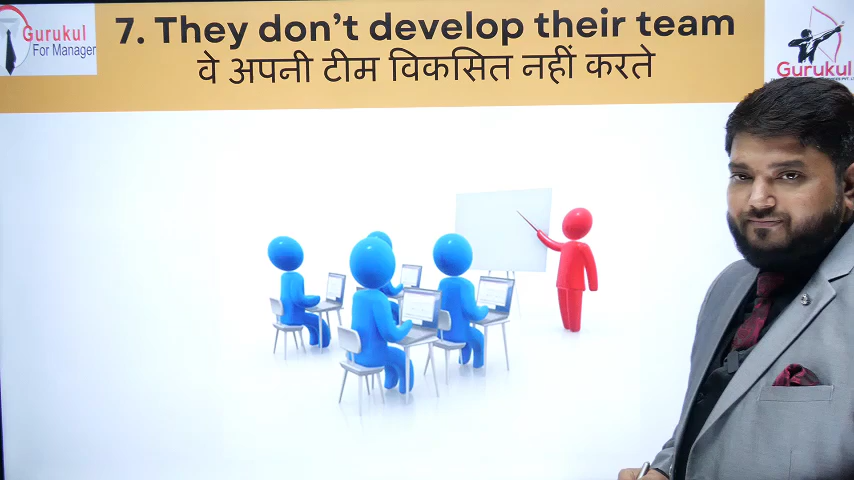 Gurukul
For Manager
7. They don't develop their team
वे अपनी टीम विकसित नहीं करते
Gurukul